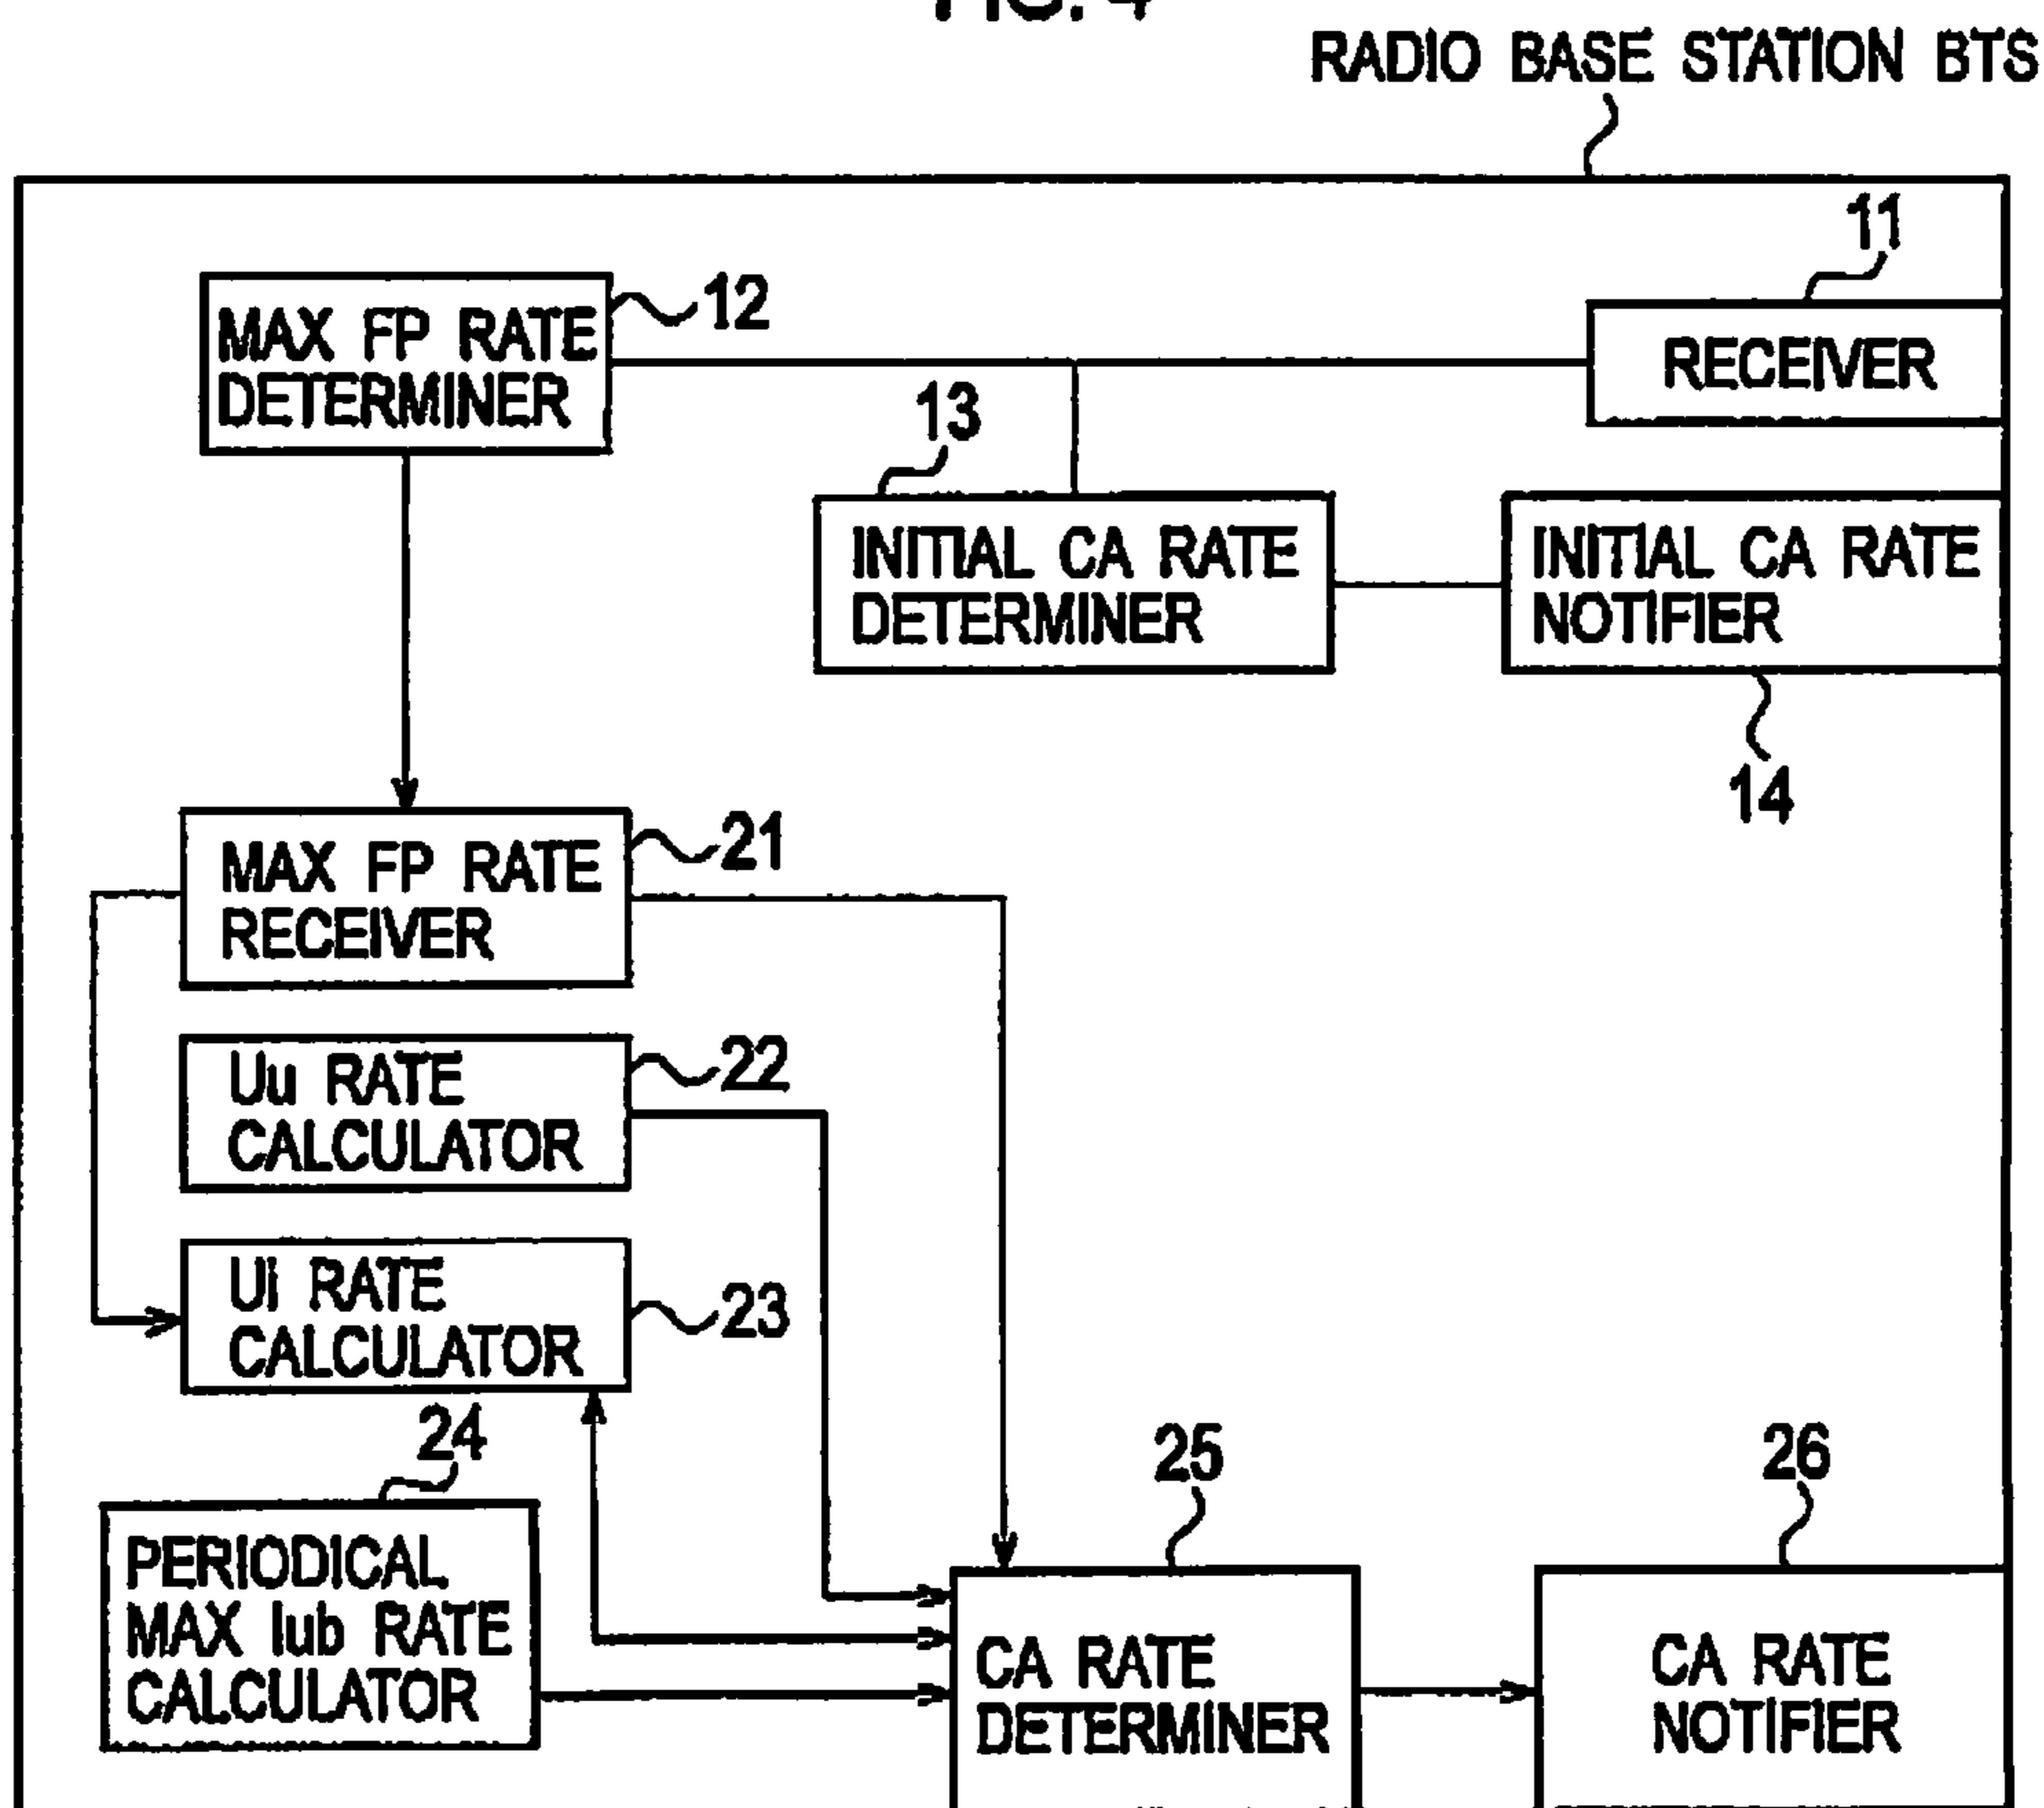 FIG. 4
RADIO BASE STATION BTS
11
12
MAX FP RATE
DETERMINER
RECEIVER
13
INITIAL CA RATE
DETERMINER
INITIAL CA RATE
NOTIFIER
14
21
MAX FP RATE
RECEIVER
22
Uu RATE
CALCULATOR
Ui RATE
CALCULATOR
23
24
25
26
PERIODICAL
MAX Iub RATE
CALCULATOR
CA RATE
DETERMINER
CA RATE
NOTIFIER